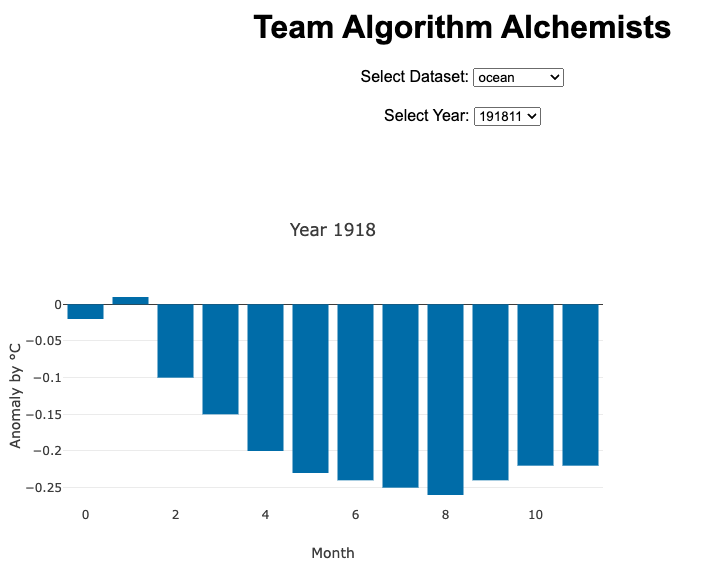 Team Algorithm Alchemists
Select Dataset: ocean
Select Year: 191811
Year 1918
0
−0.05
−0.1
−0.15
−0.2
−0.25
Anomaly by °C
0 2 4 6 8 10
Month